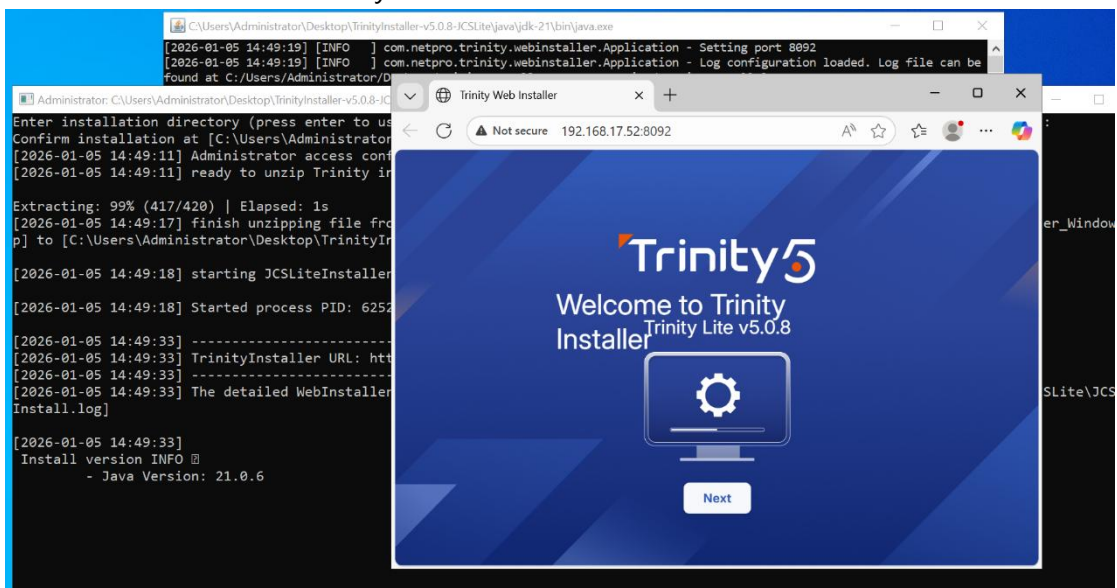 C:\Users\Administrator\Desktop\TrinityInstaller-v5.0.8-JCSLite\java\jdk-21\bin\java.exe
[2026-01-05 14:49:19] [INFO   ] com.netpro.trinity.webinstaller.Application - Setting port 8092
[2026-01-05 14:49:19] [INFO   ] com.netpro.trinity.webinstaller.Application - Log configuration loaded. Log file can be
found at C:/Users/Administrator/D
Administrator: C:\Users\Administrator\Desktop\TrinityInstaller-v5.0.8-JC
Enter installation directory (press enter to us
Confirm installation at [C:\Users\Administrator
[2026-01-05 14:49:11] Administrator access conf
[2026-01-05 14:49:11] ready to unzip Trinity in
Extracting: 99% (417/420) | Elapsed: 1s
[2026-01-05 14:49:17] finish unzipping file fro
er_Window
p] to [C:\Users\Administrator\Desktop\TrinityIn
[2026-01-05 14:49:18] starting JCSLiteInstaller
[2026-01-05 14:49:18] Started process PID: 6252
[2026-01-05 14:49:33] ------------------------
[2026-01-05 14:49:33] TrinityInstaller URL: htt
[2026-01-05 14:49:33] ------------------------
[2026-01-05 14:49:33] The detailed WebInstaller
SLite\JCS
Install.log]
[2026-01-05 14:49:33]
Install version INFO
- Java Version: 21.0.6
Trinity Web Installer
Not secure 192.168.17.52:8092
Trinity 5
Welcome to Trinity
Installer
Trinity Lite v5.0.8
Next